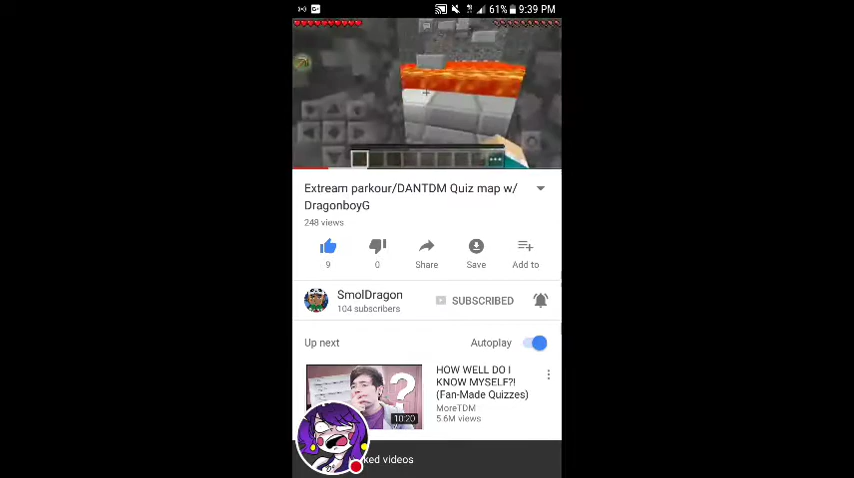 61% 9:39 PM
Extream parkour/DANTDM Quiz map w/
DragonboyG
248 views
9 0 Share Save Add to
SmolDragon
104 subscribers
SUBSCRIBED
Up next
Autoplay
HOW WELL DO I
KNOW MYSELF?!
(Fan-Made Quizzes)
MoreTDM
5.6M views
10:20
ked videos